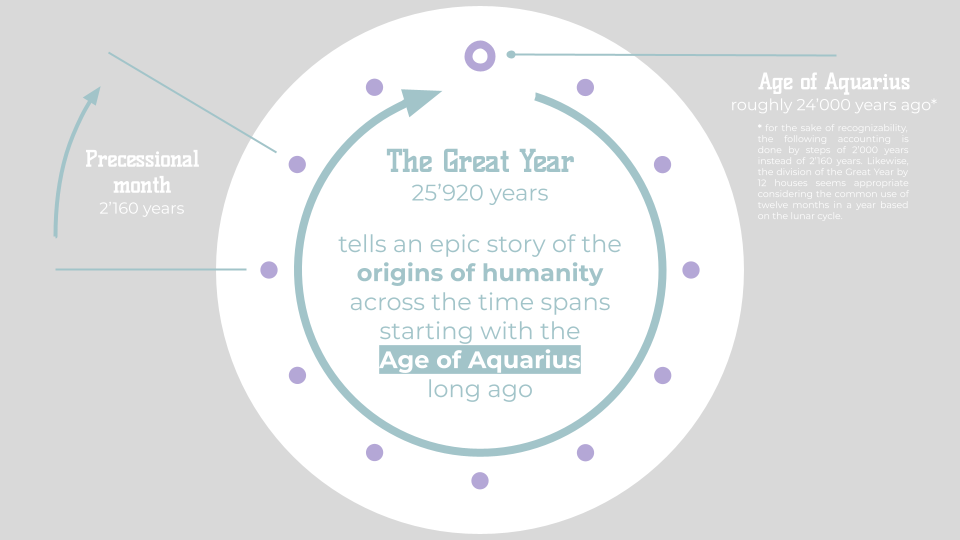 Age of Aquarius
roughly 24'000 years ago*
* for the sake of recognizability,
the following accounting is
done by steps of 2'000 years
instead of 2'160 years. Likewise,
the division of the Great Year by
12 houses seems appropriate
considering the common use of
twelve months in a year based
on the lunar cycle.
Precessional
month
2'160 years
The Great Year
25'920 years
tells an epic story of the
origins of humanity
across the time spans
starting with the
Age of Aquarius
long ago